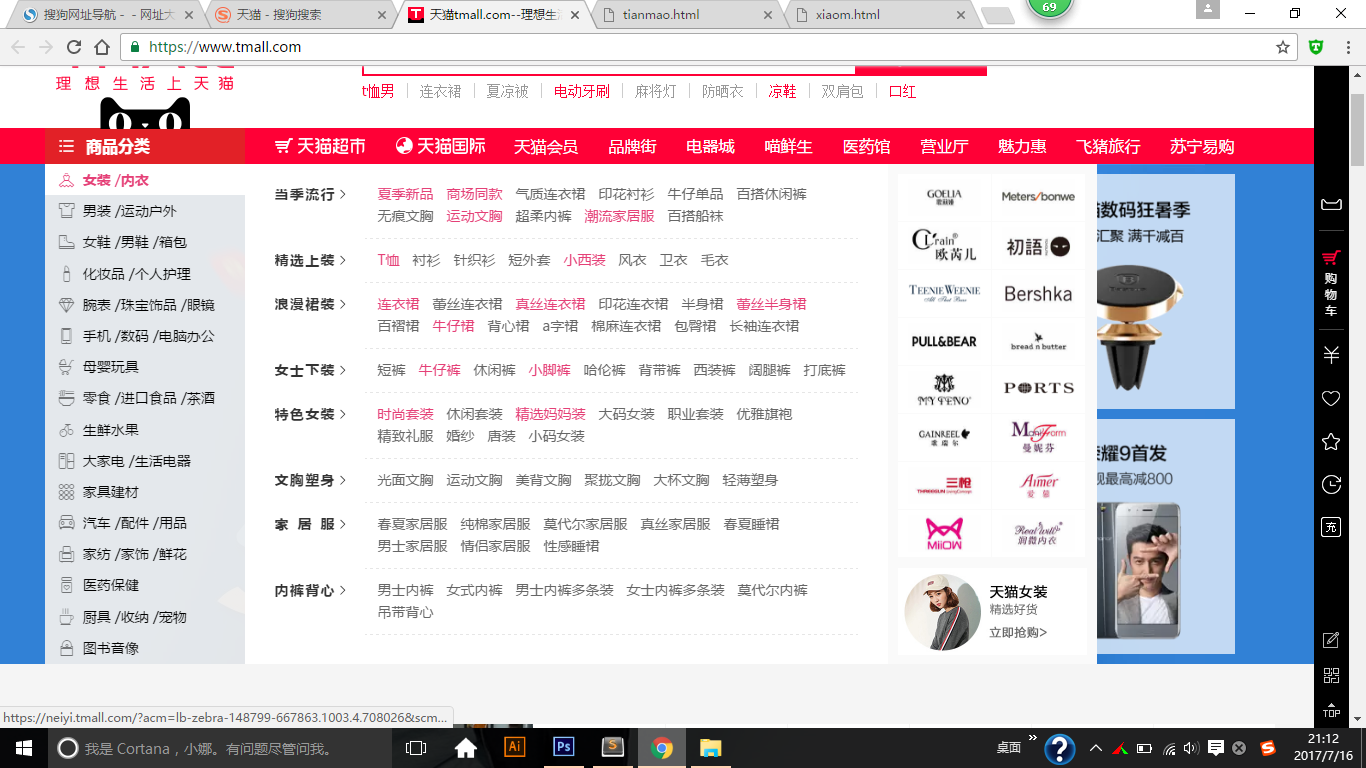 搜狗网址导航 - - 网址大
天猫 - 搜狗搜索
天猫tmall.com--理想生
tianmao.html
xiaom.html
69
https://www.tmall.com
理想生活上天猫
t恤男 连衣裙 夏凉被 电动牙刷 麻将灯 防晒衣 凉鞋 双肩包 口红
商品分类 天猫超市 天猫国际 天猫会员 品牌街 电器城 喵鲜生 医药馆 营业厅 魅力惠 飞猪旅行 苏宁易购
女装 /内衣
男装 /运动户外
女鞋 /男鞋 /箱包
化妆品 /个人护理
腕表 /珠宝饰品 /眼镜
手机 /数码 /电脑办公
母婴玩具
零食 /进口食品 /茶酒
生鲜水果
大家电 /生活电器
家具建材
汽车 /配件 /用品
家纺 /家饰 /鲜花
医药保健
厨具 /收纳 /宠物
图书音像
当季流行 > 夏季新品 商场同款 气质连衣裙 印花衬衫 牛仔单品 百搭休闲裤
无痕文胸 运动文胸 超柔内裤 潮流家居服 百搭船袜
精选上装 > T恤 衬衫 针织衫 短外套 小西装 风衣 卫衣 毛衣
浪漫裙装 > 连衣裙 蕾丝连衣裙 真丝连衣裙 印花连衣裙 半身裙 蕾丝半身裙
百褶裙 牛仔裙 背心裙 a字裙 棉麻连衣裙 包臀裙 长袖连衣裙
女士下装 > 短裤 牛仔裤 休闲裤 小脚裤 哈伦裤 背带裤 西装裤 阔腿裤 打底裤
特色女装 > 时尚套装 休闲套装 精选妈妈装 大码女装 职业套装 优雅旗袍
精致礼服 婚纱 唐装 小码女装
文胸塑身 > 光面文胸 运动文胸 美背文胸 聚拢文胸 大杯文胸 轻薄塑身
家居服 > 春夏家居服 纯棉家居服 莫代尔家居服 真丝家居服 春夏睡裙
男士家居服 情侣家居服 性感睡裙
内裤背心 > 男士内裤 女式内裤 男士内裤多条装 女士内裤多条装 莫代尔内裤
吊带背心
GOELIA
Meters/bonwe
欧芮儿
初語
TEENIE WEENIE
Bershka
PULL&BEAR
bread n butter
MY TENO
PORTS
GAINREEL
歌瑞尔
ManiForm
曼妮芬
三枪
Aimer
爱慕
MiiOW
Real will
润微内衣
天猫女装
精选好货
立即抢购>
数码狂暑季
汇聚 满千减百
耀9首发
现最高减800
购物车
充
TOP
https://neiyi.tmall.com/?acm=lb-zebra-148799-667863.1003.4.708026&scm...
我是 Cortana，小娜。有问题尽管问我。
Ai
Ps
桌面
21:12
2017/7/16